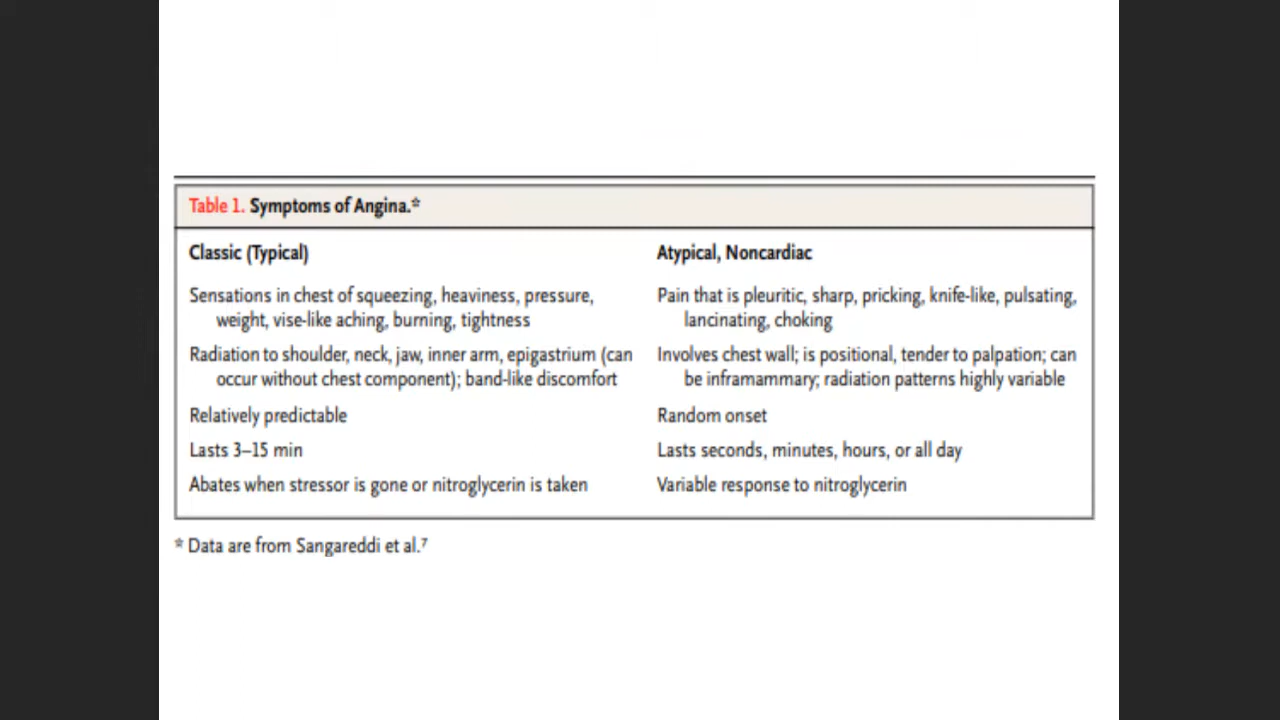 Table 1. Symptoms of Angina.*
Classic (Typical)
Atypical, Noncardiac
Sensations in chest of squeezing, heaviness, pressure,
weight, vise-like aching, burning, tightness
Pain that is pleuritic, sharp, pricking, knife-like, pulsating,
lancinating, choking
Radiation to shoulder, neck, jaw, inner arm, epigastrium (can
occur without chest component); band-like discomfort
Involves chest wall; is positional, tender to palpation; can
be inframammary; radiation patterns highly variable
Relatively predictable
Random onset
Lasts 3–15 min
Lasts seconds, minutes, hours, or all day
Abates when stressor is gone or nitroglycerin is taken
Variable response to nitroglycerin
* Data are from Sangareddi et al.⁷